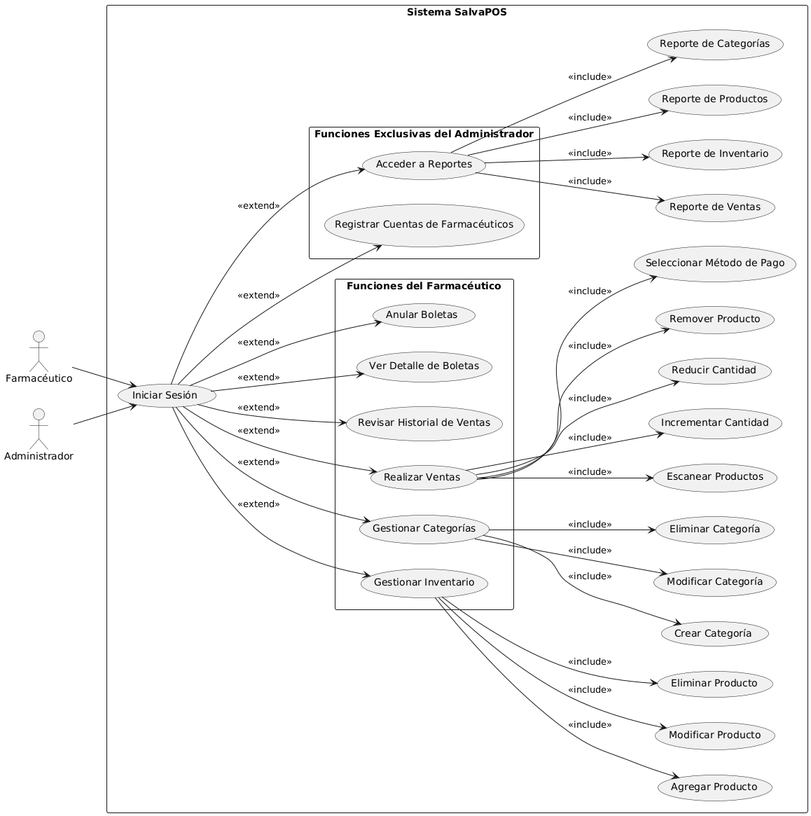 Sistema SalvaPOS
Reporte de Categorías
«include»
Reporte de Productos
«include»
Funciones Exclusivas del Administrador
Acceder a Reportes
«include»
Reporte de Inventario
«include»
Reporte de Ventas
«extend»
Registrar Cuentas de Farmacéuticos
Seleccionar Método de Pago
Funciones del Farmacéutico
«include»
«extend»
Anular Boletas
Remover Producto
«extend»
«include»
Ver Detalle de Boletas
Reducir Cantidad
Farmacéutico
«extend»
«include»
Iniciar Sesión
«extend»
Revisar Historial de Ventas
Incrementar Cantidad
«include»
Administrador
«extend»
Realizar Ventas
«include»
Escanear Productos
«extend»
Gestionar Categorías
«include»
Eliminar Categoría
«include»
Gestionar Inventario
Modificar Categoría
«include»
Crear Categoría
«include»
Eliminar Producto
«include»
Modificar Producto
«include»
Agregar Producto